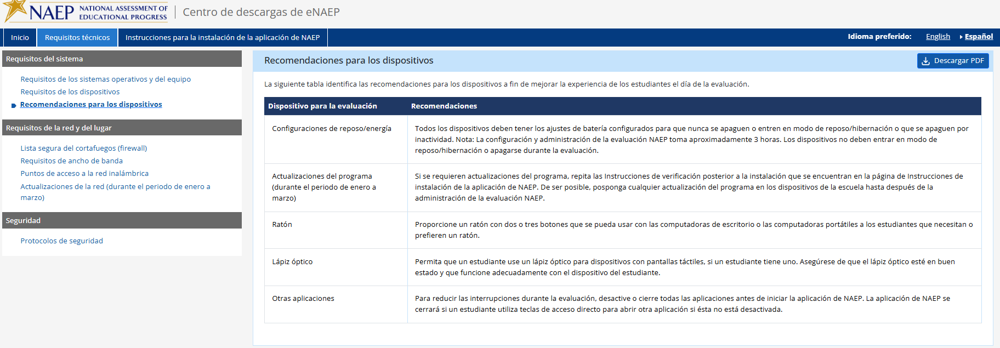 NAEP NATIONAL ASSESSMENT OF
EDUCATIONAL PROGRESS
Centro de descargas de eNAEP
Inicio
Requisitos técnicos
Instrucciones para la instalación de la aplicación de NAEP
Idioma preferido:
English
Español
Requisitos del sistema
Requisitos de los sistemas operativos y del equipo
Requisitos de los dispositivos
Recomendaciones para los dispositivos
Requisitos de la red y del lugar
Lista segura del cortafuegos (firewall)
Requisitos de ancho de banda
Puntos de acceso a la red inalámbrica
Actualizaciones de la red (durante el periodo de enero a
marzo)
Seguridad
Protocolos de seguridad
Recomendaciones para los dispositivos
Descargar PDF
La siguiente tabla identifica las recomendaciones para los dispositivos a fin de mejorar la experiencia de los estudiantes el día de la evaluación.
Dispositivo para la evaluación
Recomendaciones
Configuraciones de reposo/energía
Todos los dispositivos deben tener los ajustes de batería configurados para que nunca se apaguen o entren en modo de reposo/hibernación o que se apaguen por
inactividad. Nota: La configuración y administración de la evaluación NAEP toma aproximadamente 3 horas. Los dispositivos no deben entrar en modo de
reposo/hibernación o apagarse durante la evaluación.
Actualizaciones del programa
(durante el periodo de enero a
marzo)
Si se requieren actualizaciones del programa, repita las Instrucciones de verificación posterior a la instalación que se encuentran en la página de Instrucciones de
instalación de la aplicación de NAEP. De ser posible, posponga cualquier actualización del programa en los dispositivos de la escuela hasta después de la
administración de la evaluación NAEP.
Ratón
Proporcione un ratón con dos o tres botones que se pueda usar con las computadoras de escritorio o las computadoras portátiles a los estudiantes que necesitan o
prefieren un ratón.
Lápiz óptico
Permita que un estudiante use un lápiz óptico para dispositivos con pantallas táctiles, si un estudiante tiene uno. Asegúrese de que el lápiz óptico esté en buen
estado y que funcione adecuadamente con el dispositivo del estudiante.
Otras aplicaciones
Para reducir las interrupciones durante la evaluación, desactive o cierre todas las aplicaciones antes de iniciar la aplicación de NAEP. La aplicación de NAEP se
cerrará si un estudiante utiliza teclas de acceso directo para abrir otra aplicación si ésta no está desactivada.